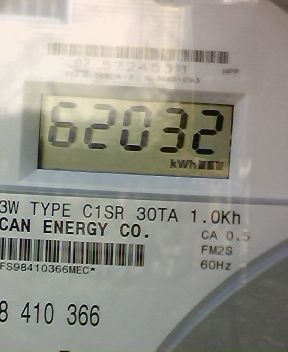 62032
kWh
3W TYPE C1SR 30TA 1.0Kh
CAN ENERGY CO.
CA 0.5
FM2S
FS98410366MEC*
60Hz
8 410 366